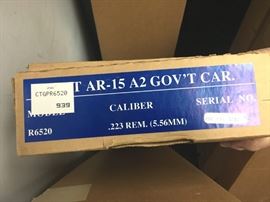 T AR-15 A2 GOV'T CAR.
CTGPR6520
939
CALIBER
SERIAL NO.
R6520
.223 REM. (5.56MM)